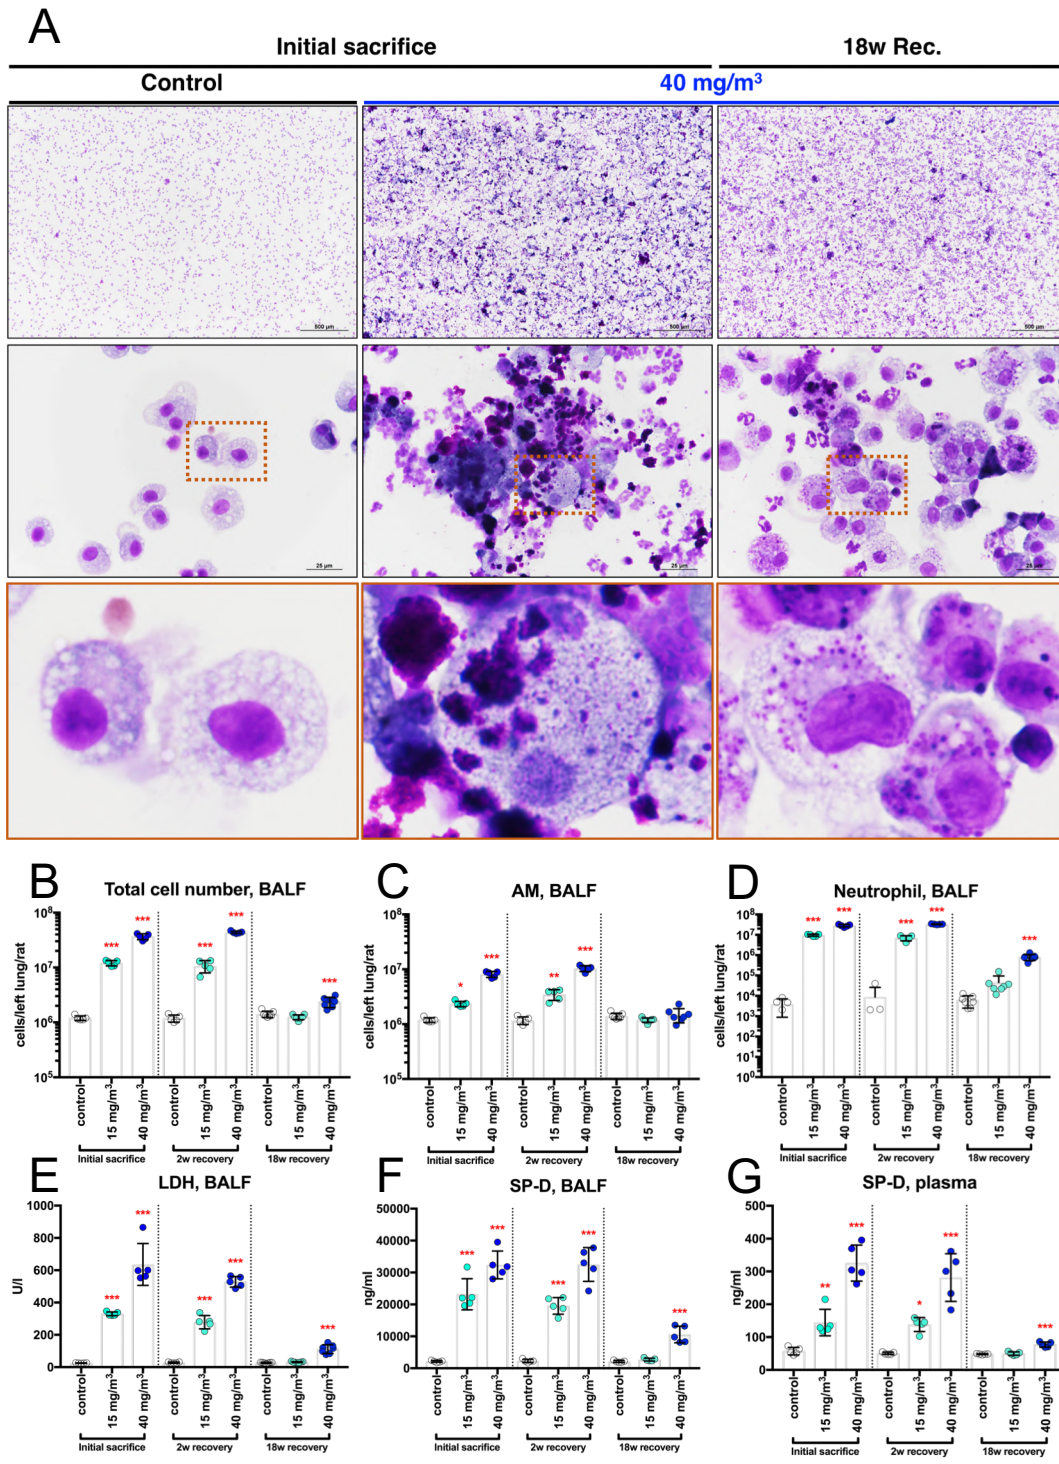 A
Initial sacrifice
18w Rec.
Control
40 mg/m³
500 µm
500 µm
500 µm
25 µm
25 µm
25 µm
B
Total cell number, BALF
cells/left lung/rat
10⁸
10⁷
10⁶
10⁵
***
***
***
***
***
control
15 mg/m³
40 mg/m³
control
15 mg/m³
40 mg/m³
control
15 mg/m³
40 mg/m³
Initial sacrifice
2w recovery
18w recovery
C
AM, BALF
cells/left lung/rat
10⁸
10⁷
10⁶
10⁵
*
***
**
***
control
15 mg/m³
40 mg/m³
control
15 mg/m³
40 mg/m³
control
15 mg/m³
40 mg/m³
Initial sacrifice
2w recovery
18w recovery
D
Neutrophil, BALF
cells/left lung/rat
10⁸
10⁷
10⁶
10⁵
10⁴
10³
10²
10¹
10⁰
***
***
***
***
***
control
15 mg/m³
40 mg/m³
control
15 mg/m³
40 mg/m³
control
15 mg/m³
40 mg/m³
Initial sacrifice
2w recovery
18w recovery
E
LDH, BALF
U/l
1000
800
600
400
200
0
***
***
***
***
***
control
15 mg/m³
40 mg/m³
control
15 mg/m³
40 mg/m³
control
15 mg/m³
40 mg/m³
Initial sacrifice
2w recovery
18w recovery
F
SP-D, BALF
ng/ml
50000
40000
30000
20000
10000
0
***
***
***
***
***
control
15 mg/m³
40 mg/m³
control
15 mg/m³
40 mg/m³
control
15 mg/m³
40 mg/m³
Initial sacrifice
2w recovery
18w recovery
G
SP-D, plasma
ng/ml
500
400
300
200
100
0
**
***
*
***
***
control
15 mg/m³
40 mg/m³
control
15 mg/m³
40 mg/m³
control
15 mg/m³
40 mg/m³
Initial sacrifice
2w recovery
18w recovery